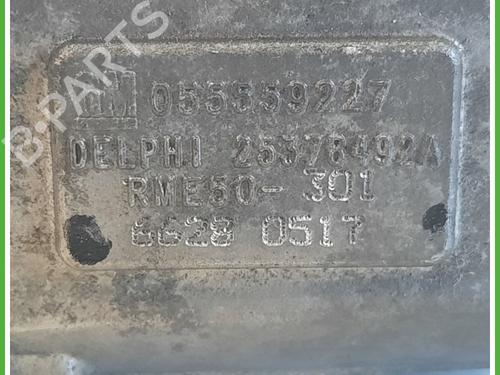 GM 055559227
DELPHI 25378492A
RME50- 301
6628 0517
B-PARTS